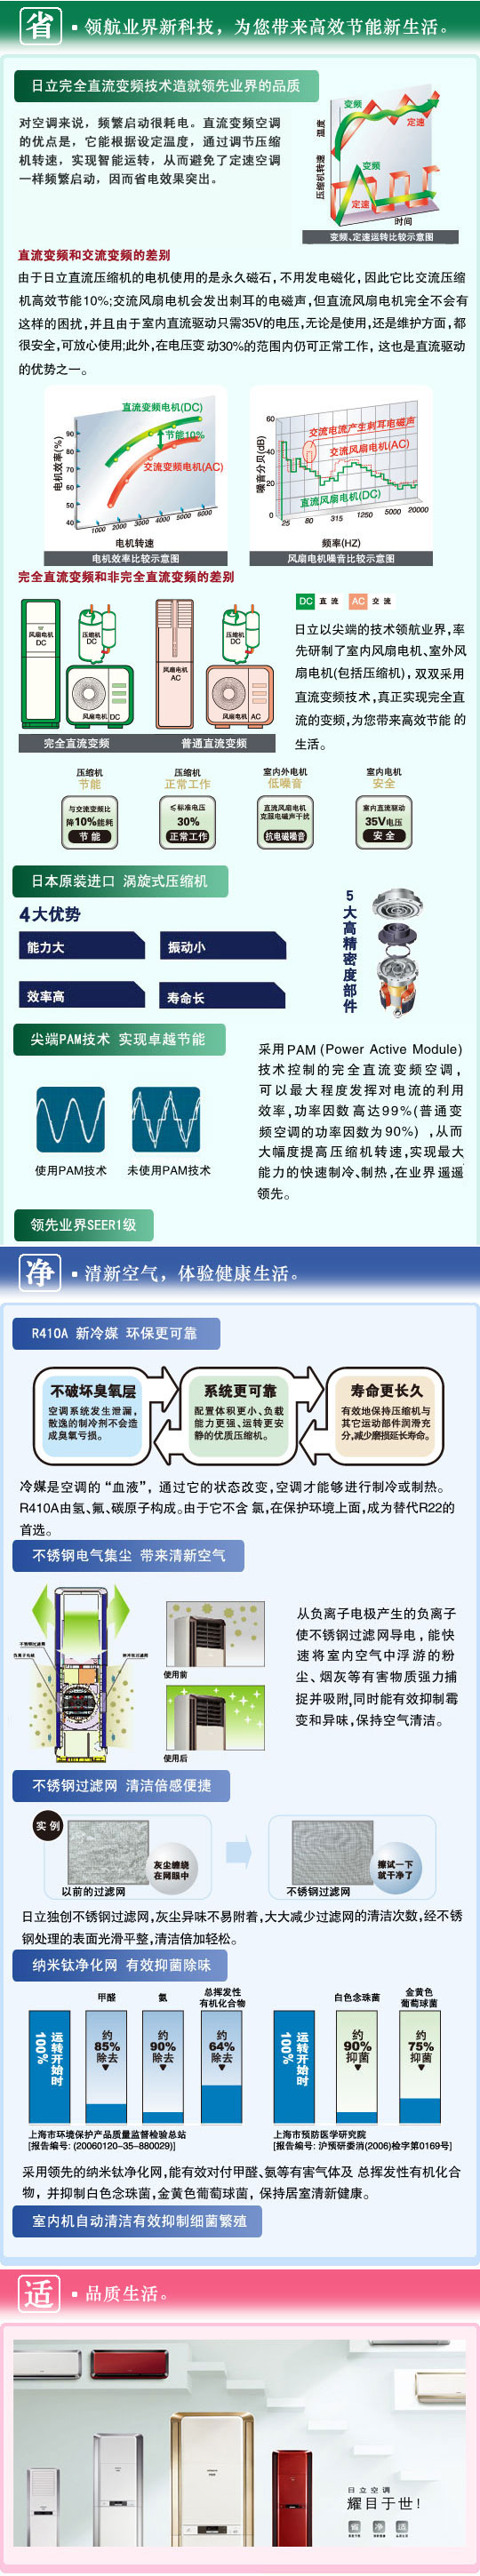 省 · 领航业界新科技，为您带来高效节能新生活。
日立完全直流变频技术造就领先业界的品质
对空调来说，频繁启动很耗电。直流变频空调
的优点是，它能根据设定温度，通过调节压缩
机转速，实现智能运转，从而避免了定速空调
一样频繁启动，因而省电效果突出。
温度
变频
定速
压缩机转速
变频
定速
时间
变频、定速运转比较示意图
直流变频和交流变频的差别
由于日立直流压缩机的电机使用的是永久磁石，不用发电磁化，因此它比交流压缩
机高效节能10%;交流风扇电机会发出刺耳的电磁声,但直流风扇电机完全不会有
这样的困扰,并且由于室内直流驱动只需35V的电压,无论是使用,还是维护方面,都
很安全,可放心使用;此外,在电压变动30%的范围内仍可正常工作，这也是直流驱动
的优势之一。
直流变频电机(DC)
节能10%
交流变频电机(AC)
电机效率(%)
90
80
70
60
50
40
1000 2000 3000 4000 5000 6000
电机转速
电机效率比较示意图
噪音分贝(dB)
60
40
20
0
交流电流产生刺耳电磁声
交流风扇电机(AC)
直流风扇电机(DC)
25 80 315 1250 5000 20000
频率(HZ)
风扇电机噪音比较示意图
完全直流变频和非完全直流变频的差别
DC 直 流 AC 交 流
风扇电机
DC
压缩机
DC
风扇电机 DC
完全直流变频
风扇电机
AC
压缩机
DC
风扇电机 AC
普通直流变频
日立以尖端的技术领航业界,率
先研制了室内风扇电机、室外风
扇电机(包括压缩机)，双双采用
直流变频技术,真正实现完全直
流的变频,为您带来高效节能的
生活。
压缩机
节能
与交流变频比
降10%能耗
节 能
压缩机
正常工作
≤标准电压
30%
正常工作
室内外电机
低噪音
直流风扇电机
克服电磁声干扰
抗电磁噪音
室内电机
安全
室内直流驱动
35V电压
安 全
日本原装进口 涡旋式压缩机
4大优势
能力大
振动小
效率高
寿命长
5大高精密度部件
尖端PAM技术 实现卓越节能
使用PAM技术
未使用PAM技术
采用PAM (Power Active Module)
技术控制的完全直流变频空调，
可以最大程度发挥对电流的利用
效率,功率因数高达99%(普通变
频空调的功率因数为90%) ,从而
大幅度提高压缩机转速,实现最大
能力的快速制冷、制热,在业界遥遥
领先。
领先业界SEER1级
净 · 清新空气，体验健康生活。
R410A 新冷媒 环保更可靠
不破坏臭氧层
空调系统发生泄漏，
散逸的制冷剂不会造
成臭氧亏损。
系统更可靠
配置体积更小、负载
能力更强、运转更安
静的优质压缩机。
寿命更长久
有效地保持压缩机与
其它运动部件润滑充
分,减少磨损延长寿命。
冷媒是空调的“血液”，通过它的状态改变,空调才能够进行制冷或制热。
R410A由氢、氟、碳原子构成。由于它不含 氯,在保护环境上面,成为替代R22的
首选。
不锈钢电气集尘 带来清新空气
不锈钢过滤网
负离子电极
使用前
使用后
从负离子电极产生的负离子
使不锈钢过滤网导电，能快
速将室内空气中浮游的粉
尘、烟灰等有害物质强力捕
捉并吸附,同时能有效抑制霉
变和异味,保持空气清洁。
不锈钢过滤网 清洁倍感便捷
实 例
灰尘缠绕
在网眼中
以前的过滤网
擦试一下
就干净了
不锈钢过滤网
日立独创不锈钢过滤网,灰尘异味不易附着,大大减少过滤网的清洁次数,经不锈
钢处理的表面光滑平整,清洁倍加轻松。
纳米钛净化网 有效抑菌除味
运转开始时
100%
甲醛
约
85%
除去
氨
约
90%
除去
总挥发性
有机化合物
约
64%
除去
上海市环境保护产品质量监督检验总站
[报告编号: (20060120-35-880029)]
运转开始时
100%
白色念珠菌
约
90%
抑菌
金黄色
葡萄球菌
约
75%
抑菌
上海市预防医学研究院
[报告编号: 沪预研委消(2006)检字第0169号]
采用领先的纳米钛净化网,能有效对付甲醛、氨等有害气体及 总挥发性有机化合
物，并抑制白色念珠菌,金黄色葡萄球菌，保持居室清新健康。
室内机自动清洁有效抑制细菌繁殖
适 · 品质生活。
日立空调
耀目于世!
省 净 适